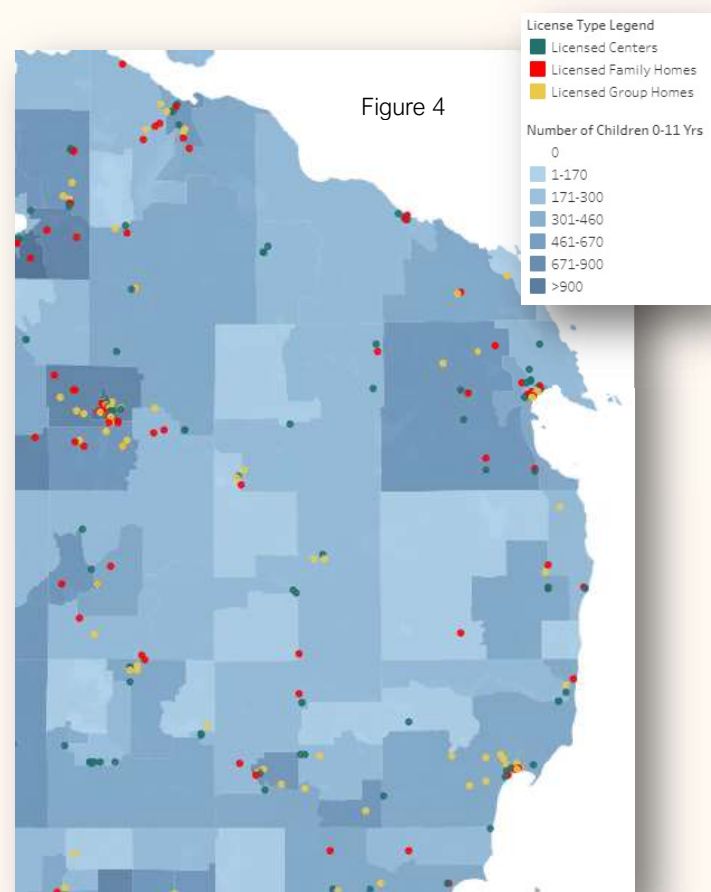 License Type Legend
Licensed Centers
Licensed Family Homes
Licensed Group Homes
Figure 4
Number of Children 0-11 Yrs
0
1-170
171-300
301-460
461-670
671-900
>900